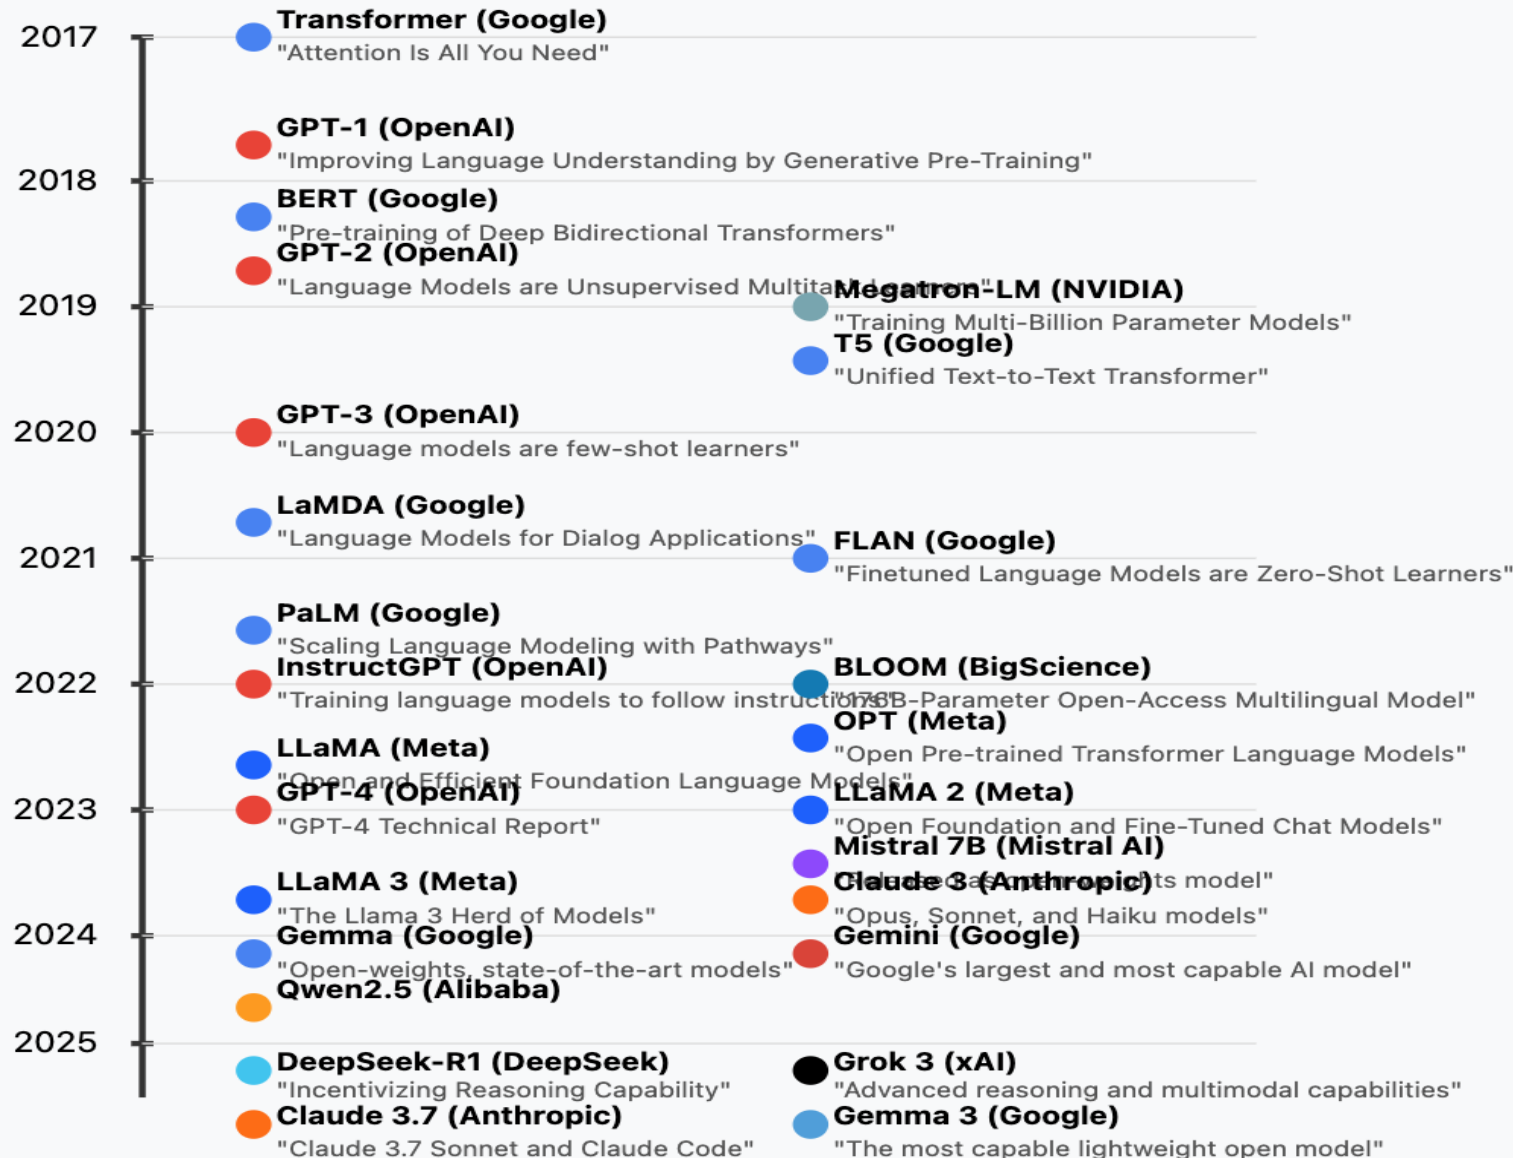 2017
Transformer (Google)
"Attention Is All You Need"
GPT-1 (OpenAI)
"Improving Language Understanding by Generative Pre-Training"
2018
BERT (Google)
"Pre-training of Deep Bidirectional Transformers"
GPT-2 (OpenAI)
"Language Models are Unsupervised Multitask Learners"
2019
Megatron-LM (NVIDIA)
"Training Multi-Billion Parameter Models"
T5 (Google)
"Unified Text-to-Text Transformer"
2020
GPT-3 (OpenAI)
"Language models are few-shot learners"
LaMDA (Google)
"Language Models for Dialog Applications"
2021
FLAN (Google)
"Finetuned Language Models are Zero-Shot Learners"
PaLM (Google)
"Scaling Language Modeling with Pathways"
2022
InstructGPT (OpenAI)
"Training language models to follow instructions"
BLOOM (BigScience)
"176B-Parameter Open-Access Multilingual Model"
OPT (Meta)
"Open Pre-trained Transformer Language Models"
LLaMA (Meta)
"Open and Efficient Foundation Language Models"
2023
GPT-4 (OpenAI)
"GPT-4 Technical Report"
LLaMA 2 (Meta)
"Open Foundation and Fine-Tuned Chat Models"
Mistral 7B (Mistral AI)
"Released as open-weights model"
LLaMA 3 (Meta)
"The Llama 3 Herd of Models"
Claude 3 (Anthropic)
"Opus, Sonnet, and Haiku models"
2024
Gemma (Google)
"Open-weights, state-of-the-art models"
Gemini (Google)
"Google's largest and most capable AI model"
Qwen2.5 (Alibaba)
2025
DeepSeek-R1 (DeepSeek)
"Incentivizing Reasoning Capability"
Grok 3 (xAI)
"Advanced reasoning and multimodal capabilities"
Claude 3.7 (Anthropic)
"Claude 3.7 Sonnet and Claude Code"
Gemma 3 (Google)
"The most capable lightweight open model"